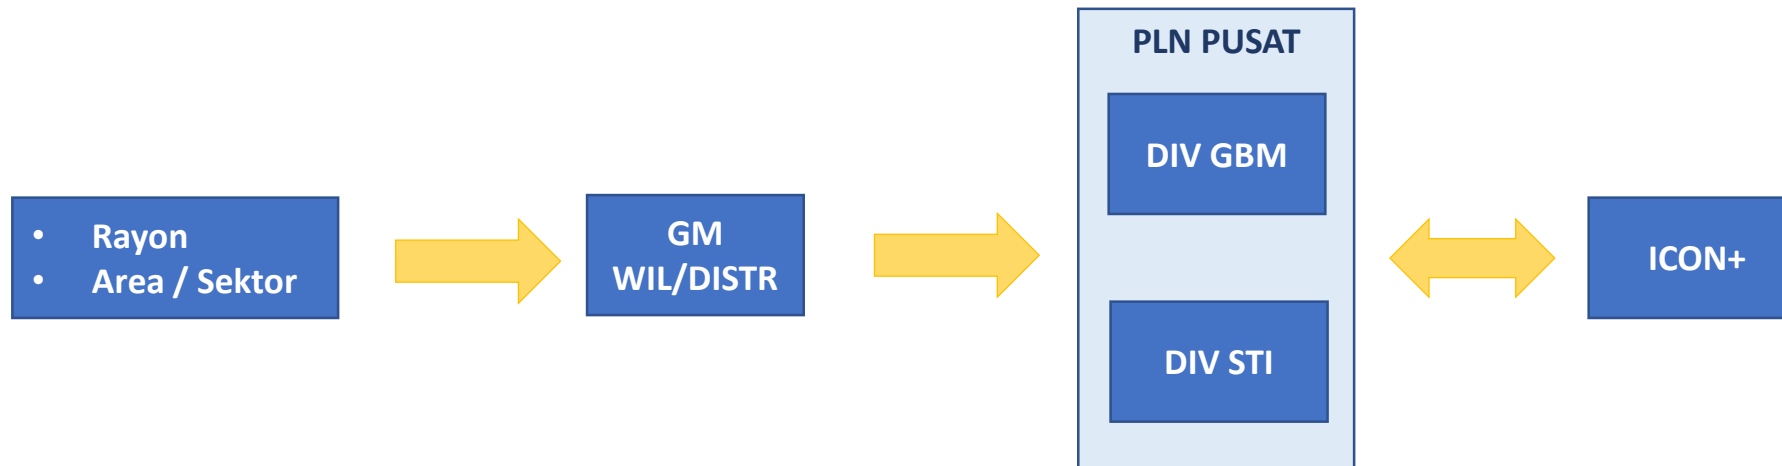 • Rayon
• Area / Sektor
GM
WIL/DISTR
PLN PUSAT
DIV GBM
DIV STI
ICON+